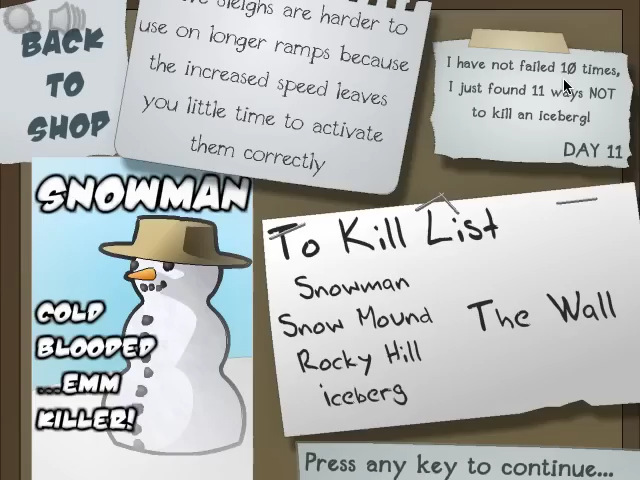 BACK
TO
SHOP
sleighs are harder to
use on longer ramps because
the increased speed leaves
you little time to activate
them correctly
I have not failed 10 times,
I just found 11 ways NOT
to kill an iceberg!
DAY 11
SNOWMAN
COLD
BLOODED
...EMM
KILLER!
To Kill List
Snowman
Snow Mound
Rocky Hill
iceberg
The Wall
Press any key to continue...